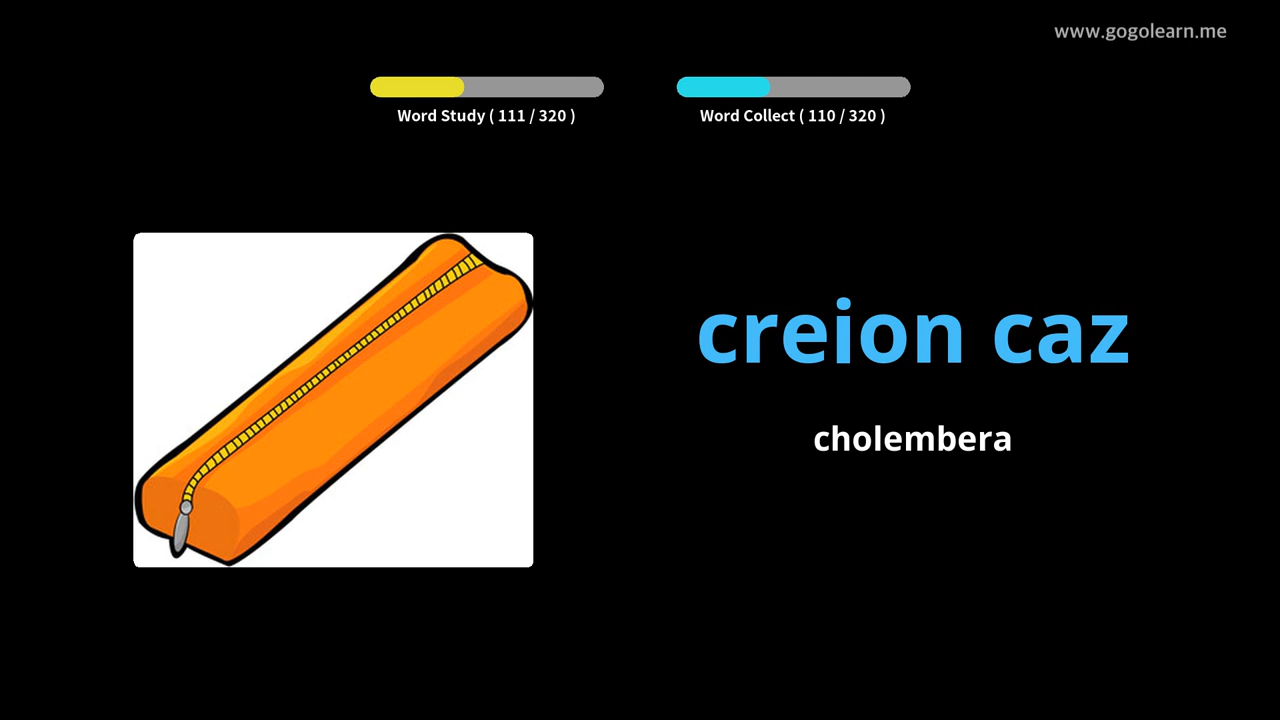 www.gogolearn.me
Word Study ( 111 / 320 )
Word Collect ( 110 / 320 )
creion caz
cholembera